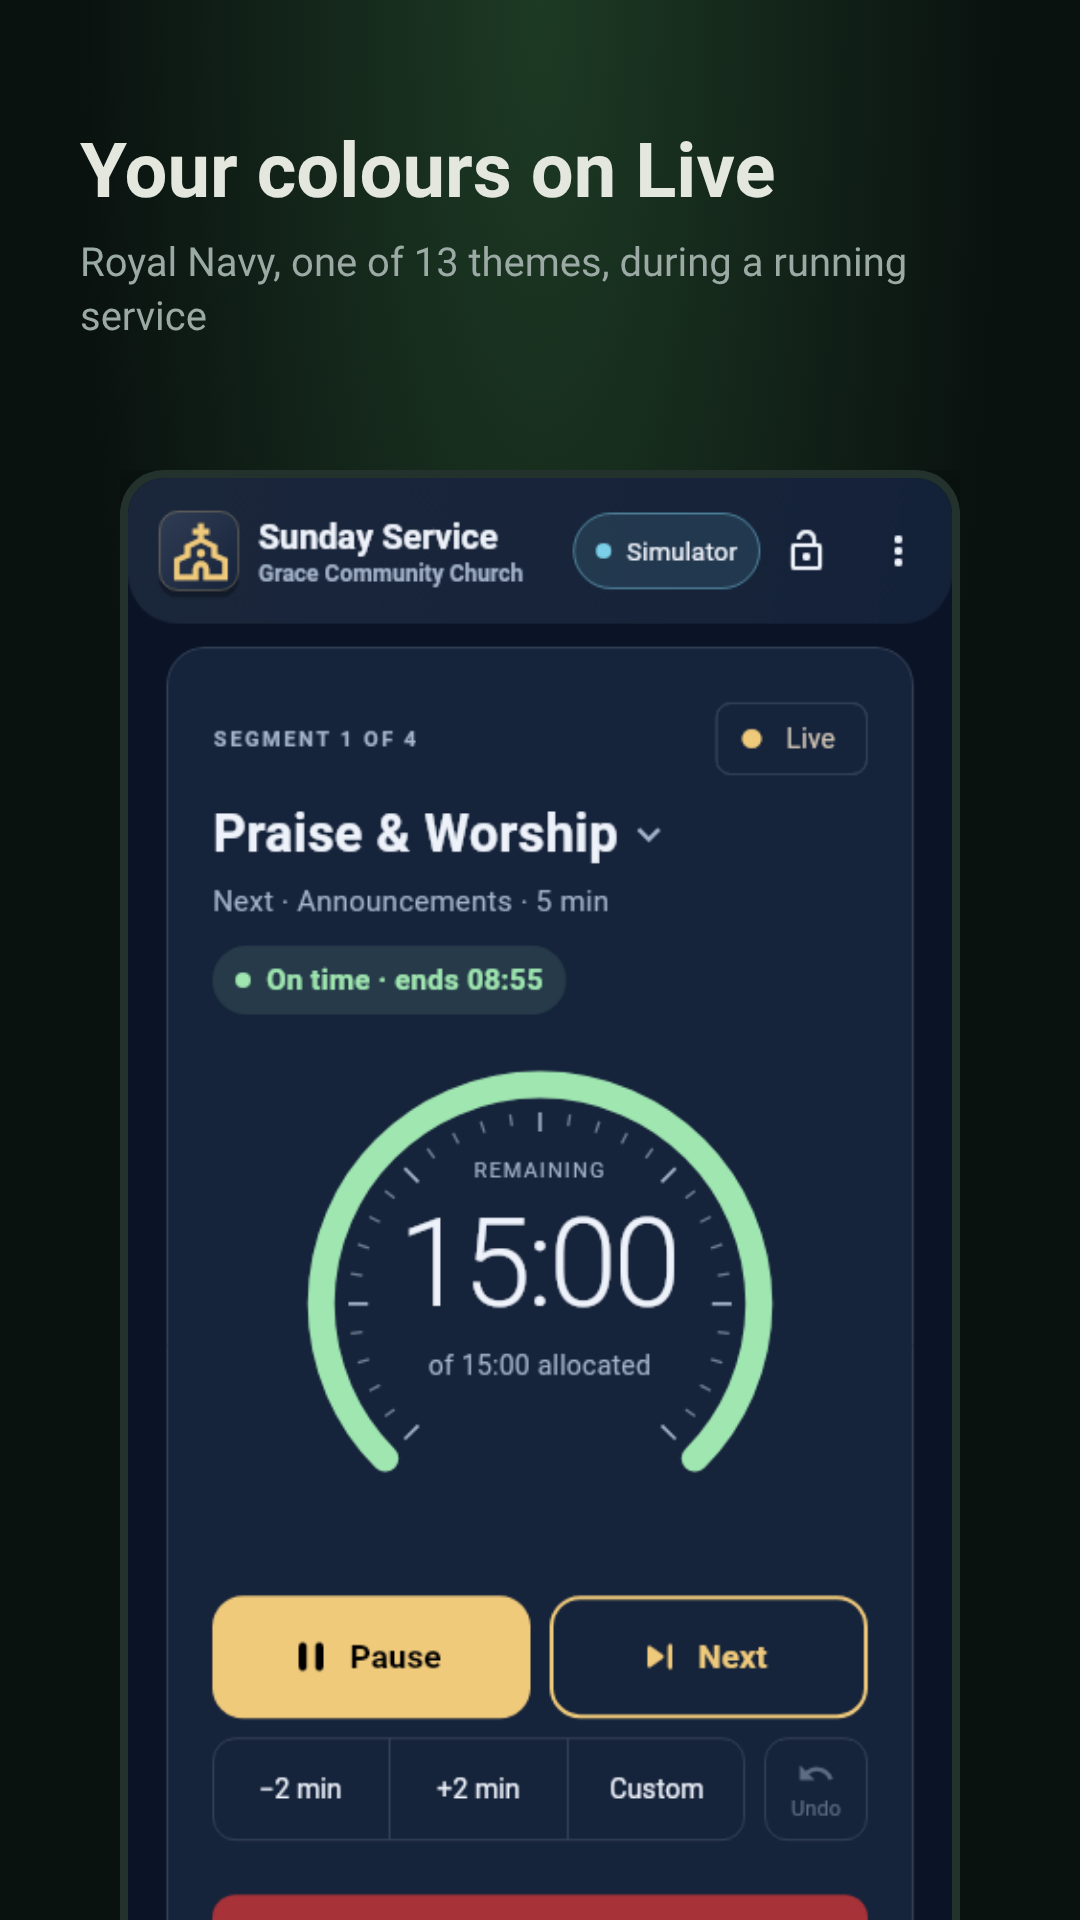 Your colours on Live
Royal Navy, one of 13 themes, during a running
service
Sunday Service
Grace Community Church
Simulator
SEGMENT 1 OF 4
Live
Praise & Worship
Next · Announcements · 5 min
On time · ends 08:55
REMAINING
15:00
of 15:00 allocated
Pause
Next
−2 min
+2 min
Custom
Undo